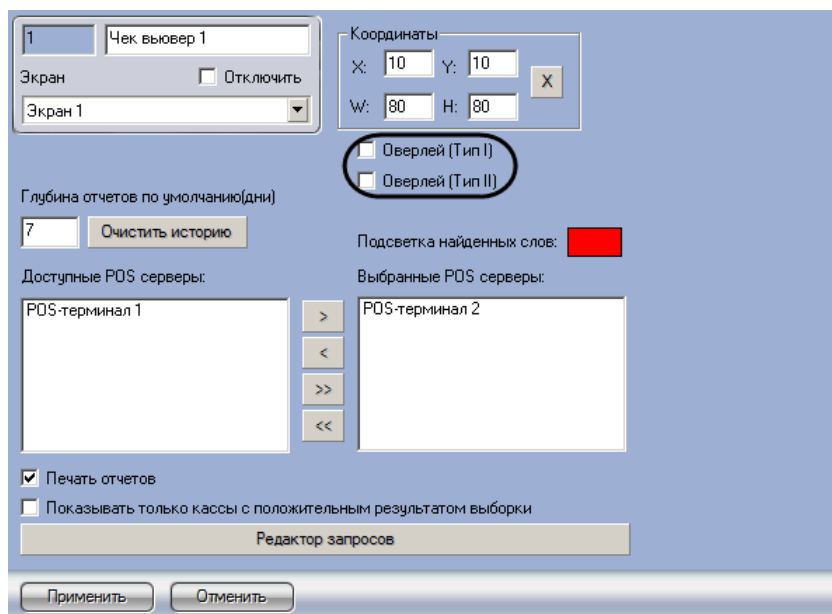 1 Чек вьювер 1
Экран Отключить
Экран 1
Координаты
X: 10 Y: 10
X
W: 80 H: 80
Оверлей (Тип I)
Оверлей (Тип II)
Глубина отчетов по умолчанию(дни)
7 Очистить историю
Подсветка найденных слов:
Доступные POS серверы: Выбранные POS серверы:
POS-терминал 1 > POS-терминал 2
<
>>
<<
Печать отчетов
Показывать только кассы с положительным результатом выборки
Редактор запросов
Применить Отменить